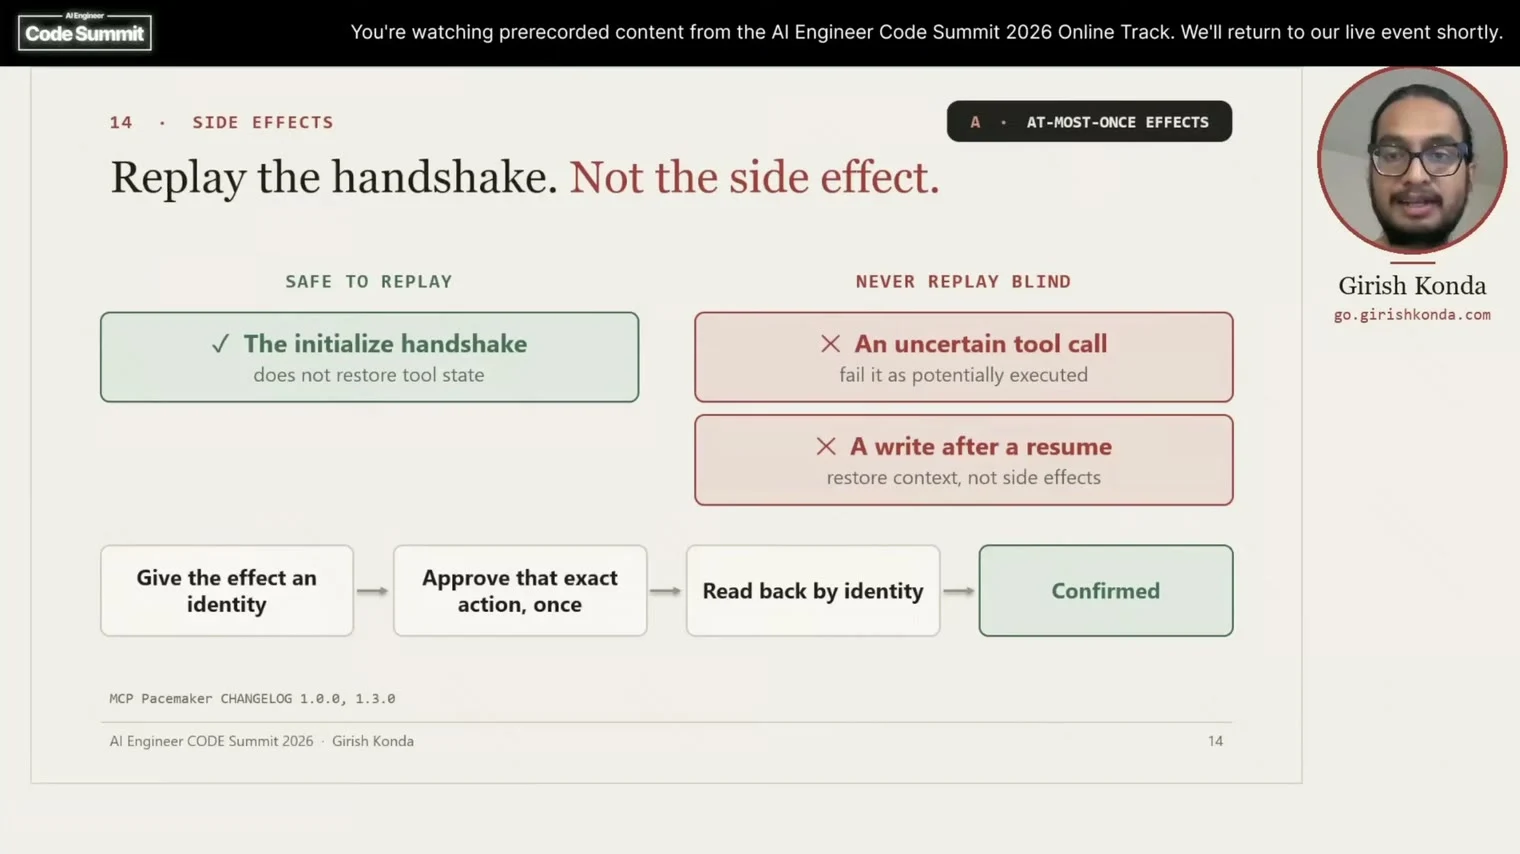 AI Engineer
Code Summit
You're watching prerecorded content from the AI Engineer Code Summit 2026 Online Track. We'll return to our live event shortly.
14 · SIDE EFFECTS
A · AT-MOST-ONCE EFFECTS
Replay the handshake. Not the side effect.
SAFE TO REPLAY
✓ The initialize handshake
does not restore tool state
NEVER REPLAY BLIND
✕ An uncertain tool call
fail it as potentially executed
✕ A write after a resume
restore context, not side effects
Give the effect an
identity
Approve that exact
action, once
Read back by identity
Confirmed
MCP Pacemaker CHANGELOG 1.0.0, 1.3.0
AI Engineer CODE Summit 2026 · Girish Konda
14
Girish Konda
go.girishkonda.com